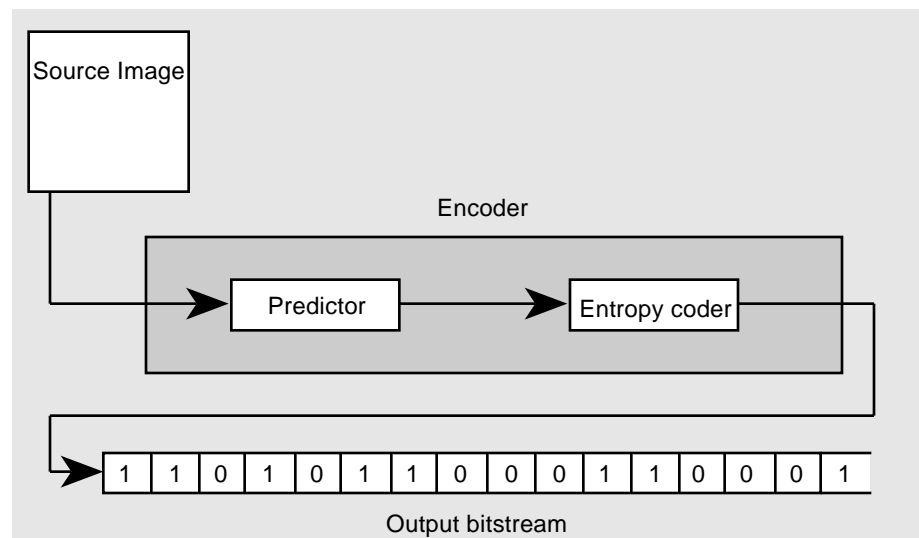 Source Image
Encoder
Predictor
Entropy coder
1 1 0 1 0 1 1 0 0 0 1 1 0 0 0 1
Output bitstream